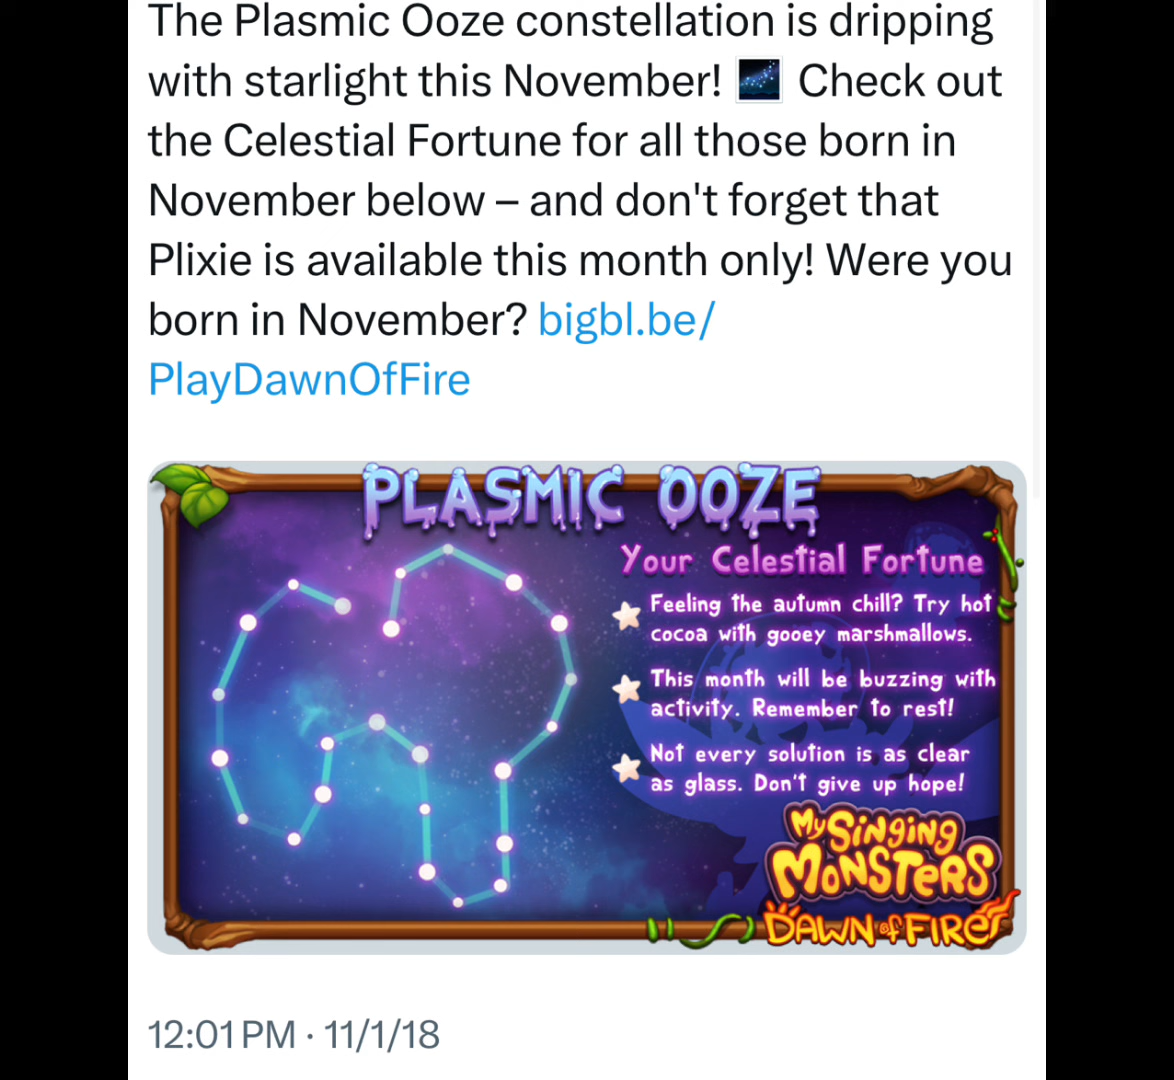 The Plasmic Ooze constellation is dripping
with starlight this November! 🌌 Check out
the Celestial Fortune for all those born in
November below – and don't forget that
Plixie is available this month only! Were you
born in November? bigbl.be/
PlayDawnOfFire
PLASMIC OOZE
Your Celestial Fortune
Feeling the autumn chill? Try hot
cocoa with gooey marshmallows.
This month will be buzzing with
activity. Remember to rest!
Not every solution is as clear
as glass. Don't give up hope!
My Singing
Monsters
Dawn of Fire
12:01 PM · 11/1/18